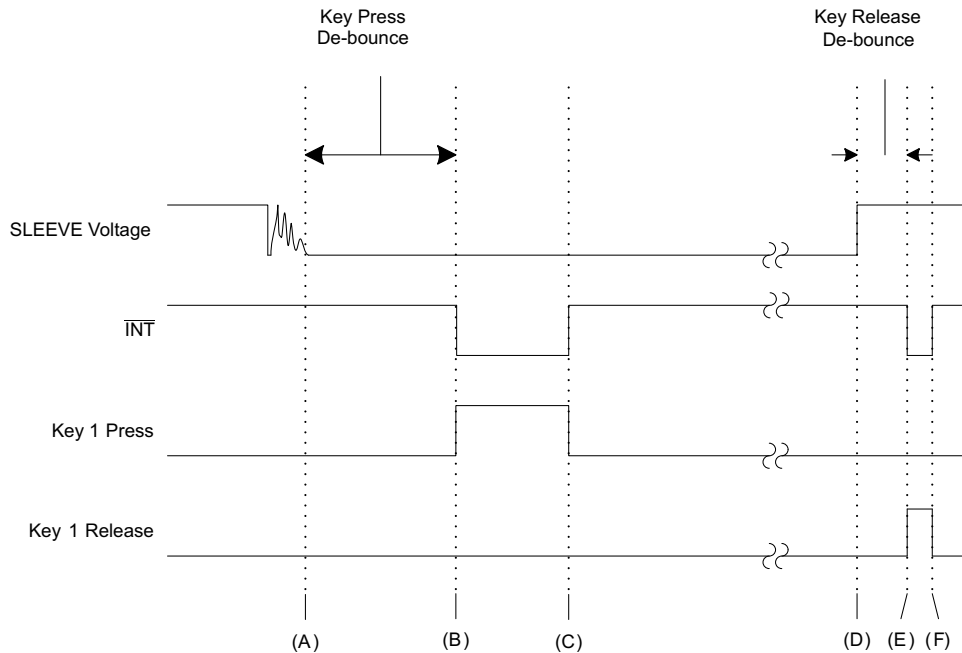 Key Press
De-bounce
Key Release
De-bounce
SLEEVE Voltage
INT
Key 1 Press
Key 1 Release
(A)
(B)
(C)
(D)
(E)
(F)